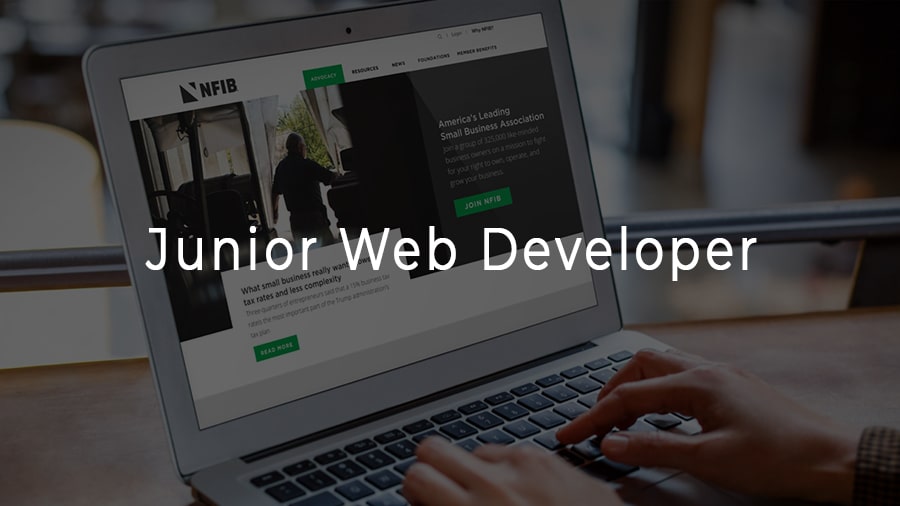 Login
Why NFIB?
NFIB
ADVOCACY
RESOURCES
NEWS
FOUNDATIONS
MEMBER BENEFITS
America's Leading
Small Business Association
Join a group of 325,000 like-minded
business owners on a mission to fight
for your right to own, operate, and
grow your business.
JOIN NFIB
Junior Web Developer
What small business really wants
tax rates and less complexity
Three-quarters of entrepreneurs said that a 15% business tax
rates the most important part of the Trump administration's
tax plan.
READ MORE